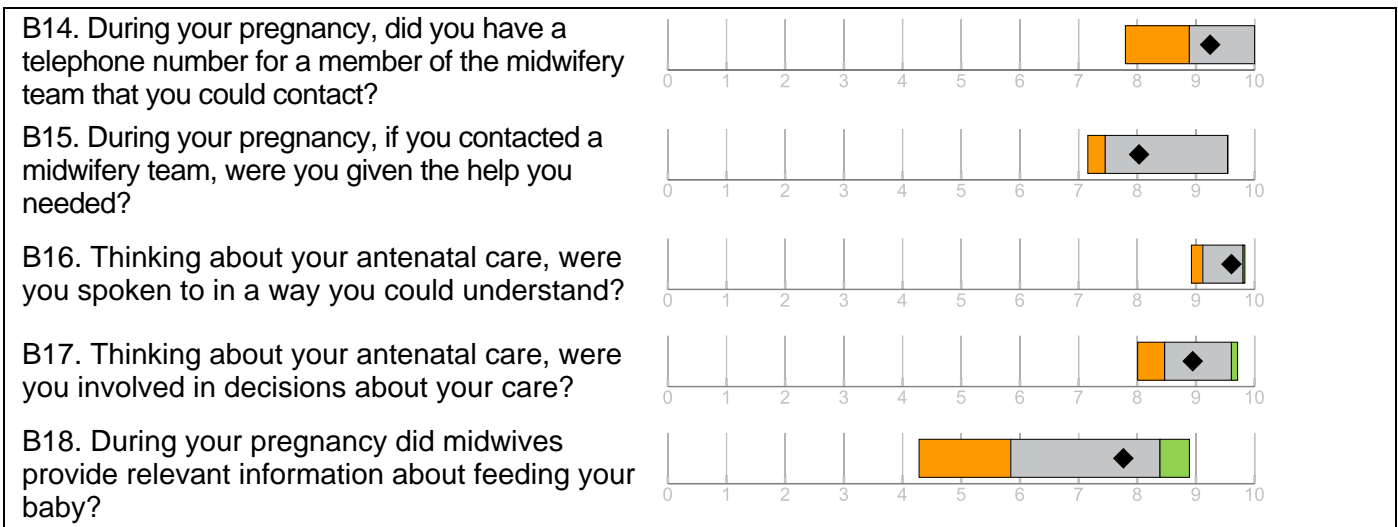 B14. During your pregnancy, did you have a
telephone number for a member of the midwifery
team that you could contact?
0 1 2 3 4 5 6 7 8 9 10
B15. During your pregnancy, if you contacted a
midwifery team, were you given the help you
needed?
0 1 2 3 4 5 6 7 8 9 10
B16. Thinking about your antenatal care, were
you spoken to in a way you could understand?
0 1 2 3 4 5 6 7 8 9 10
B17. Thinking about your antenatal care, were
you involved in decisions about your care?
0 1 2 3 4 5 6 7 8 9 10
B18. During your pregnancy did midwives
provide relevant information about feeding your
baby?
0 1 2 3 4 5 6 7 8 9 10